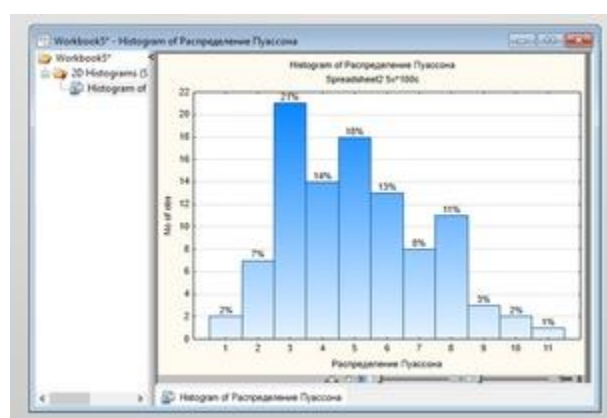 Workbook5* - Histogram of Распределение Пуассона
Workbook5*
2D Histograms (S
Histogram of
Histogram of Распределение Пуассона
Spreadsheet2 5v*100c
No of obs
22
20
18
16
14
12
10
8
6
4
2
0
2%
7%
21%
14%
18%
13%
8%
11%
3%
2%
1%
1 2 3 4 5 6 7 8 9 10 11
Распределение Пуассона
Histogram of Распределение Пуассона